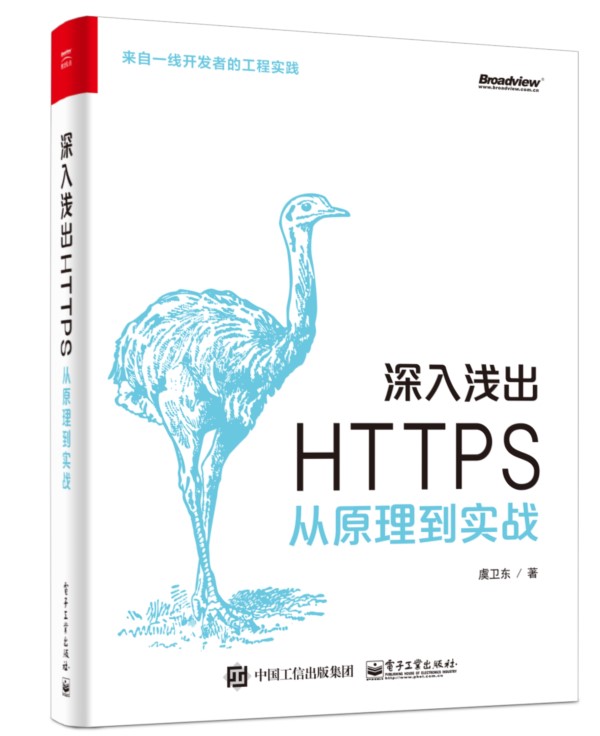 来自一线开发者的工程实践
Broadview
www.broadview.com.cn
深入浅出
HTTPS
从原理到实战
虞卫东 / 著
中国工信出版集团
电子工业出版社
深入浅出HTTPS 从原理到实战
电子工业出版社